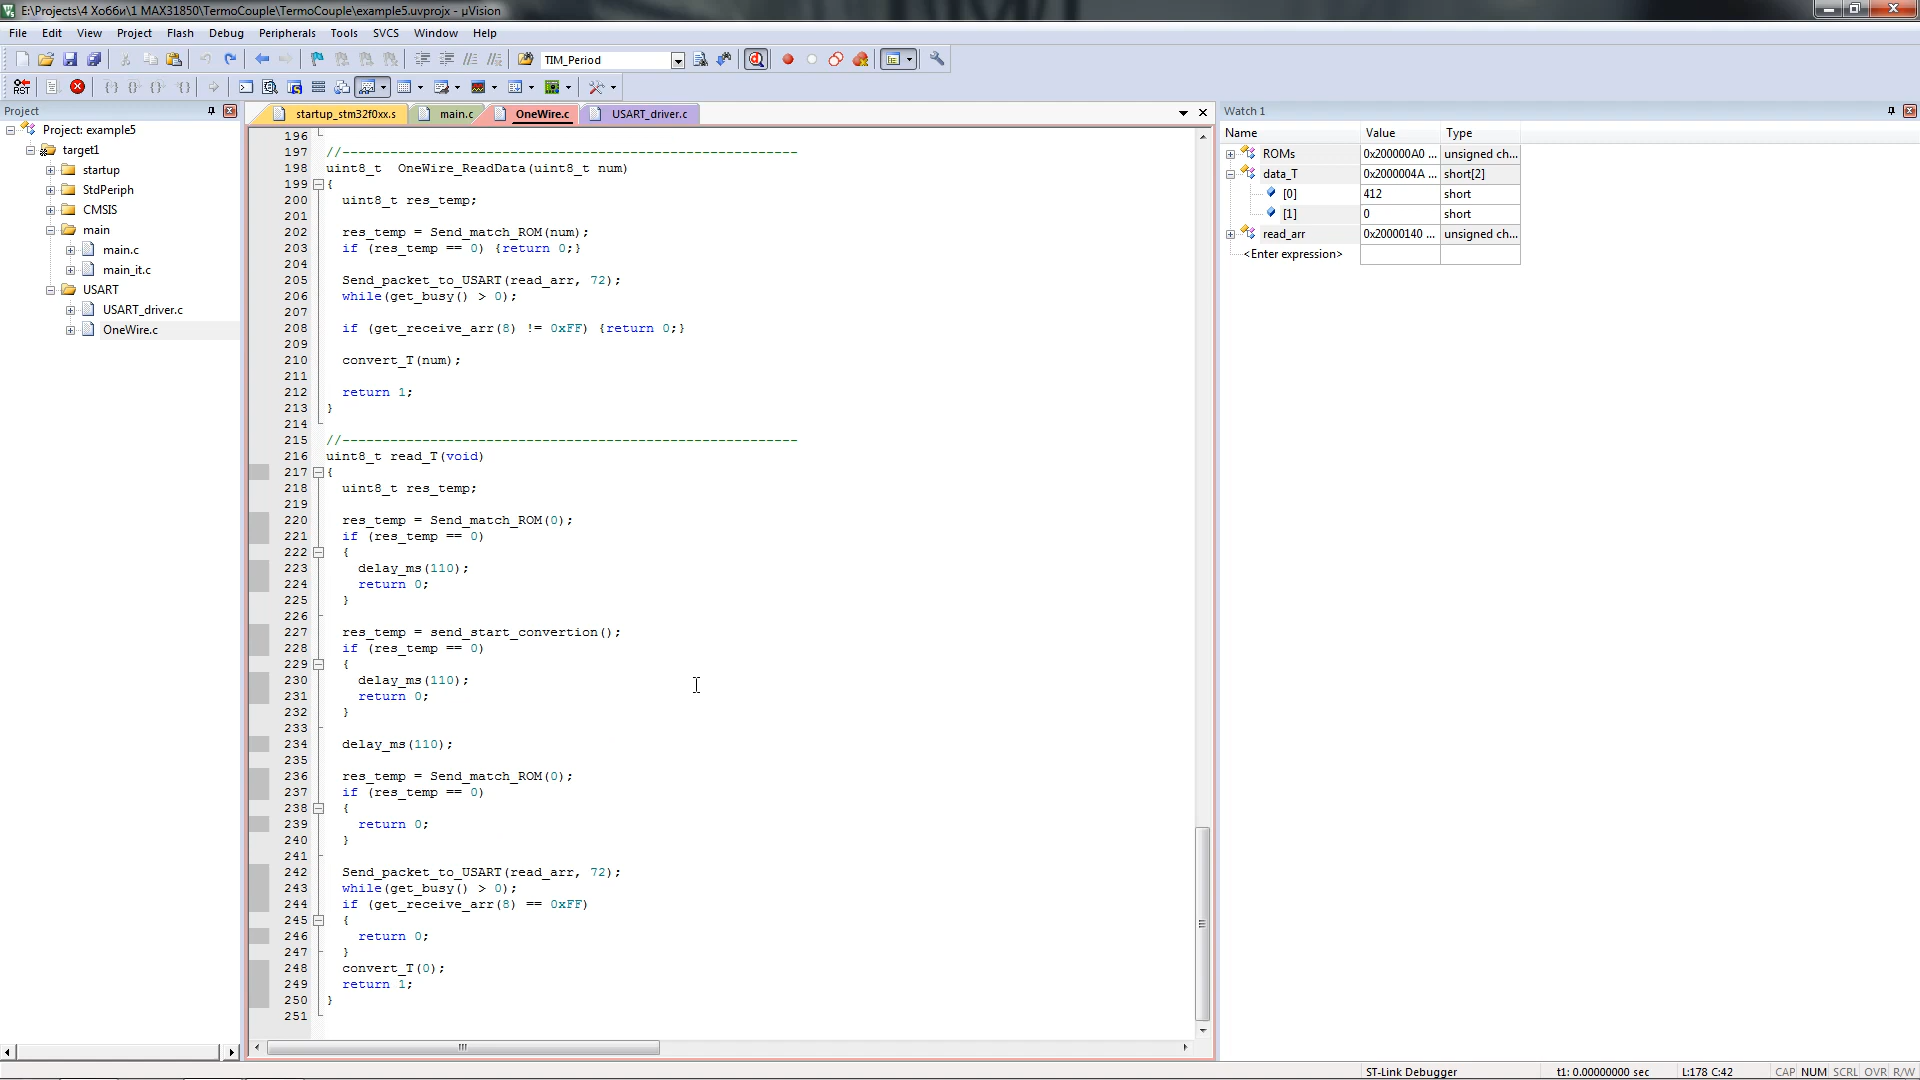 E:\Projects\4 Хобби\1 MAX31850\TermoCouple\TermoCouple\example5.uvprojx - µVision
File Edit View Project Flash Debug Peripherals Tools SVCS Window Help
TIM_Period
RST
Project
Project: example5
target1
startup
StdPeriph
CMSIS
main
main.c
main_it.c
USART
USART_driver.c
OneWire.c
startup_stm32f0xx.s main.c OneWire.c USART_driver.c
196
197 //---------------------------------------------------------
198 uint8_t  OneWire_ReadData(uint8_t num)
199 {
200   uint8_t res_temp;
201
202   res_temp = Send_match_ROM(num);
203   if (res_temp == 0) {return 0;}
204
205   Send_packet_to_USART(read_arr, 72);
206   while(get_busy() > 0);
207
208   if (get_receive_arr(8) != 0xFF) {return 0;}
209
210   convert_T(num);
211
212   return 1;
213 }
214
215 //---------------------------------------------------------
216 uint8_t read_T(void)
217 {
218   uint8_t res_temp;
219
220   res_temp = Send_match_ROM(0);
221   if (res_temp == 0)
222   {
223     delay_ms(110);
224     return 0;
225   }
226
227   res_temp = send_start_convertion();
228   if (res_temp == 0)
229   {
230     delay_ms(110);
231     return 0;
232   }
233
234   delay_ms(110);
235
236   res_temp = Send_match_ROM(0);
237   if (res_temp == 0)
238   {
239     return 0;
240   }
241
242   Send_packet_to_USART(read_arr, 72);
243   while(get_busy() > 0);
244   if (get_receive_arr(8) == 0xFF)
245   {
246     return 0;
247   }
248   convert_T(0);
249   return 1;
250 }
251
Watch 1
Name Value Type
ROMs 0x200000A0 ... unsigned ch...
data_T 0x2000004A ... short[2]
[0] 412 short
[1] 0 short
read_arr 0x20000140 ... unsigned ch...
<Enter expression>
ST-Link Debugger t1: 0.00000000 sec L:178 C:42 CAP NUM SCRL OVR R/W